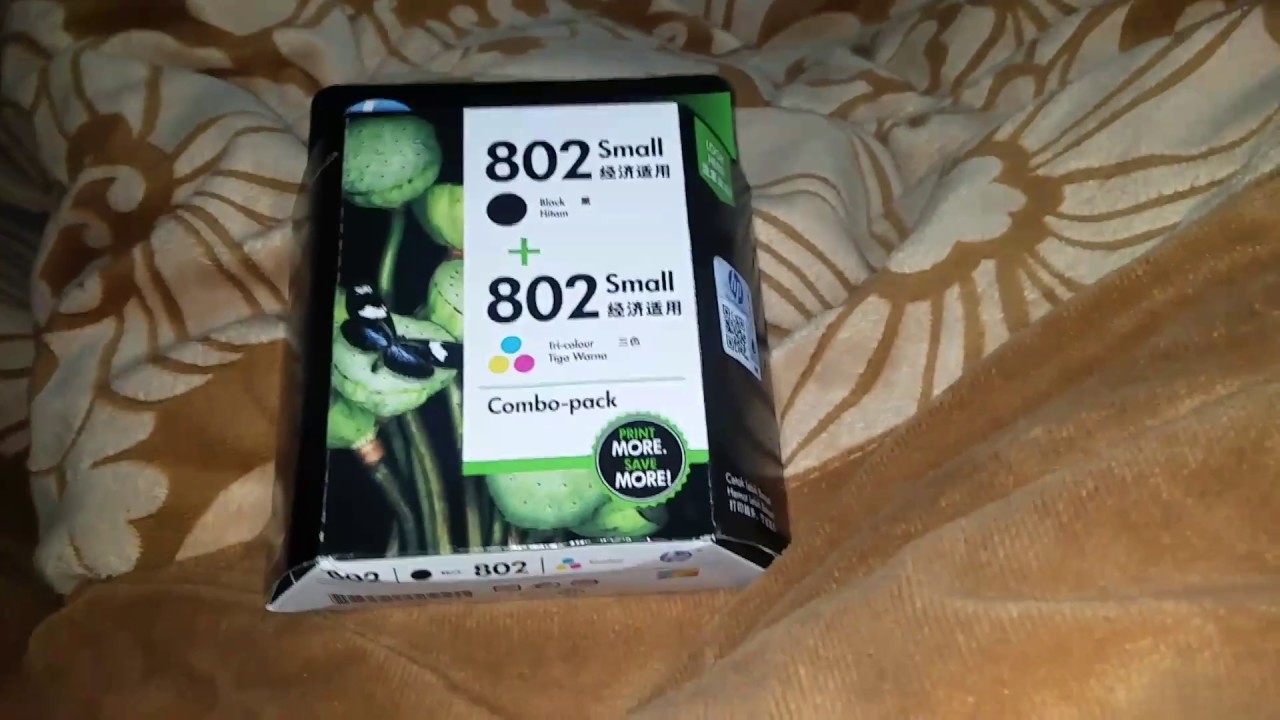 802 Small
经济适用
Black 黑
Hitam
+
802 Small
经济适用
Tri-colour 三色
Tiga Warna
Combo-pack
PRINT
MORE.
SAVE
MORE!
hp
802 | 802 |